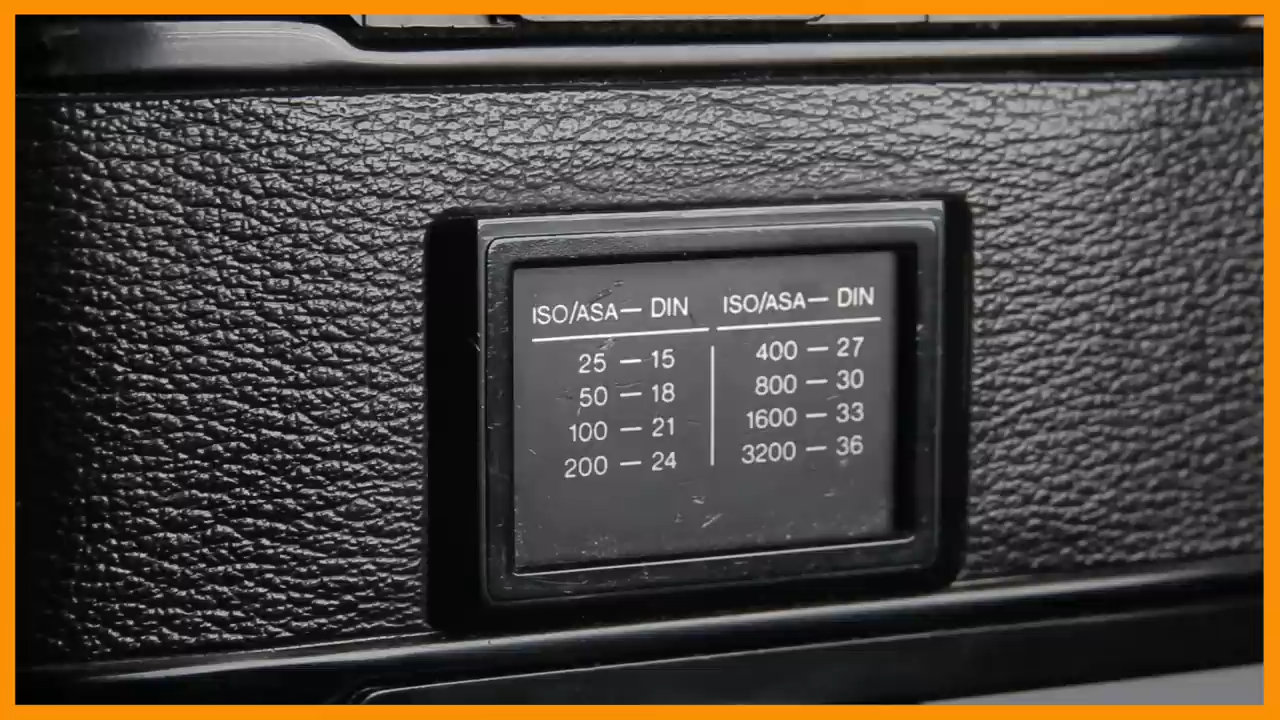 ISO/ASA— DIN
25 — 15
50 — 18
100 — 21
200 — 24
ISO/ASA— DIN
400 — 27
800 — 30
1600 — 33
3200 — 36